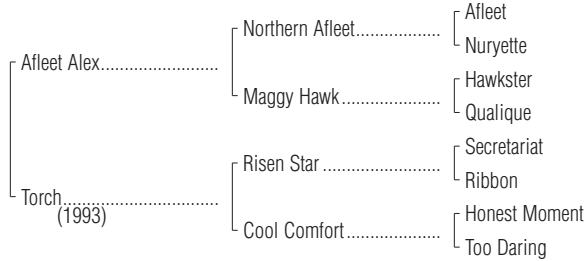 Afleet
Northern Afleet..................
Nuryette
Afleet Alex.........................
Hawkster
Maggy Hawk.....................
Qualique
Secretariat
Risen Star.........................
Ribbon
Torch.................................
(1993)
Honest Moment
Cool Comfort....................
Too Daring